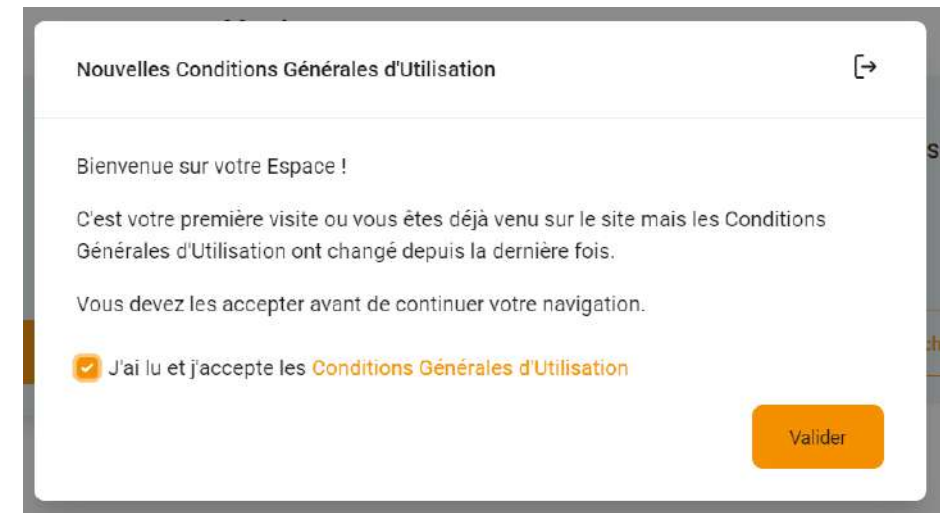 Nouvelles Conditions Générales d'Utilisation
Bienvenue sur votre Espace !
C'est votre première visite ou vous êtes déjà venu sur le site mais les Conditions
Générales d'Utilisation ont changé depuis la dernière fois.
Vous devez les accepter avant de continuer votre navigation.
J'ai lu et j'accepte les Conditions Générales d'Utilisation
Valider